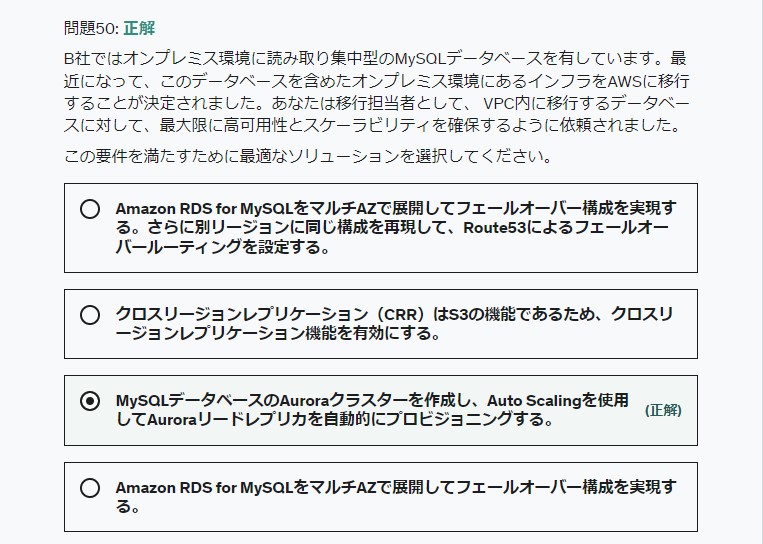 問題50: 正解
B社ではオンプレミス環境に読み取り集中型のMySQLデータベースを有しています。最
近になって、このデータベースを含めたオンプレミス環境にあるインフラをAWSに移行
することが決定されました。あなたは移行担当者として、 VPC内に移行するデータベー
スに対して、最大限に高可用性とスケーラビリティを確保するように依頼されました。
この要件を満たすために最適なソリューションを選択してください。
Amazon RDS for MySQLをマルチAZで展開してフェールオーバー構成を実現す
る。さらに別リージョンに同じ構成を再現して、Route53によるフェールオー
バールーティングを設定する。
クロスリージョンレプリケーション（CRR）はS3の機能であるため、クロスリ
ージョンレプリケーション機能を有効にする。
MySQLデータベースのAuroraクラスターを作成し、Auto Scalingを使用
してAuroraリードレプリカを自動的にプロビジョニングする。
(正解)
Amazon RDS for MySQLをマルチAZで展開してフェールオーバー構成を実現す
る。